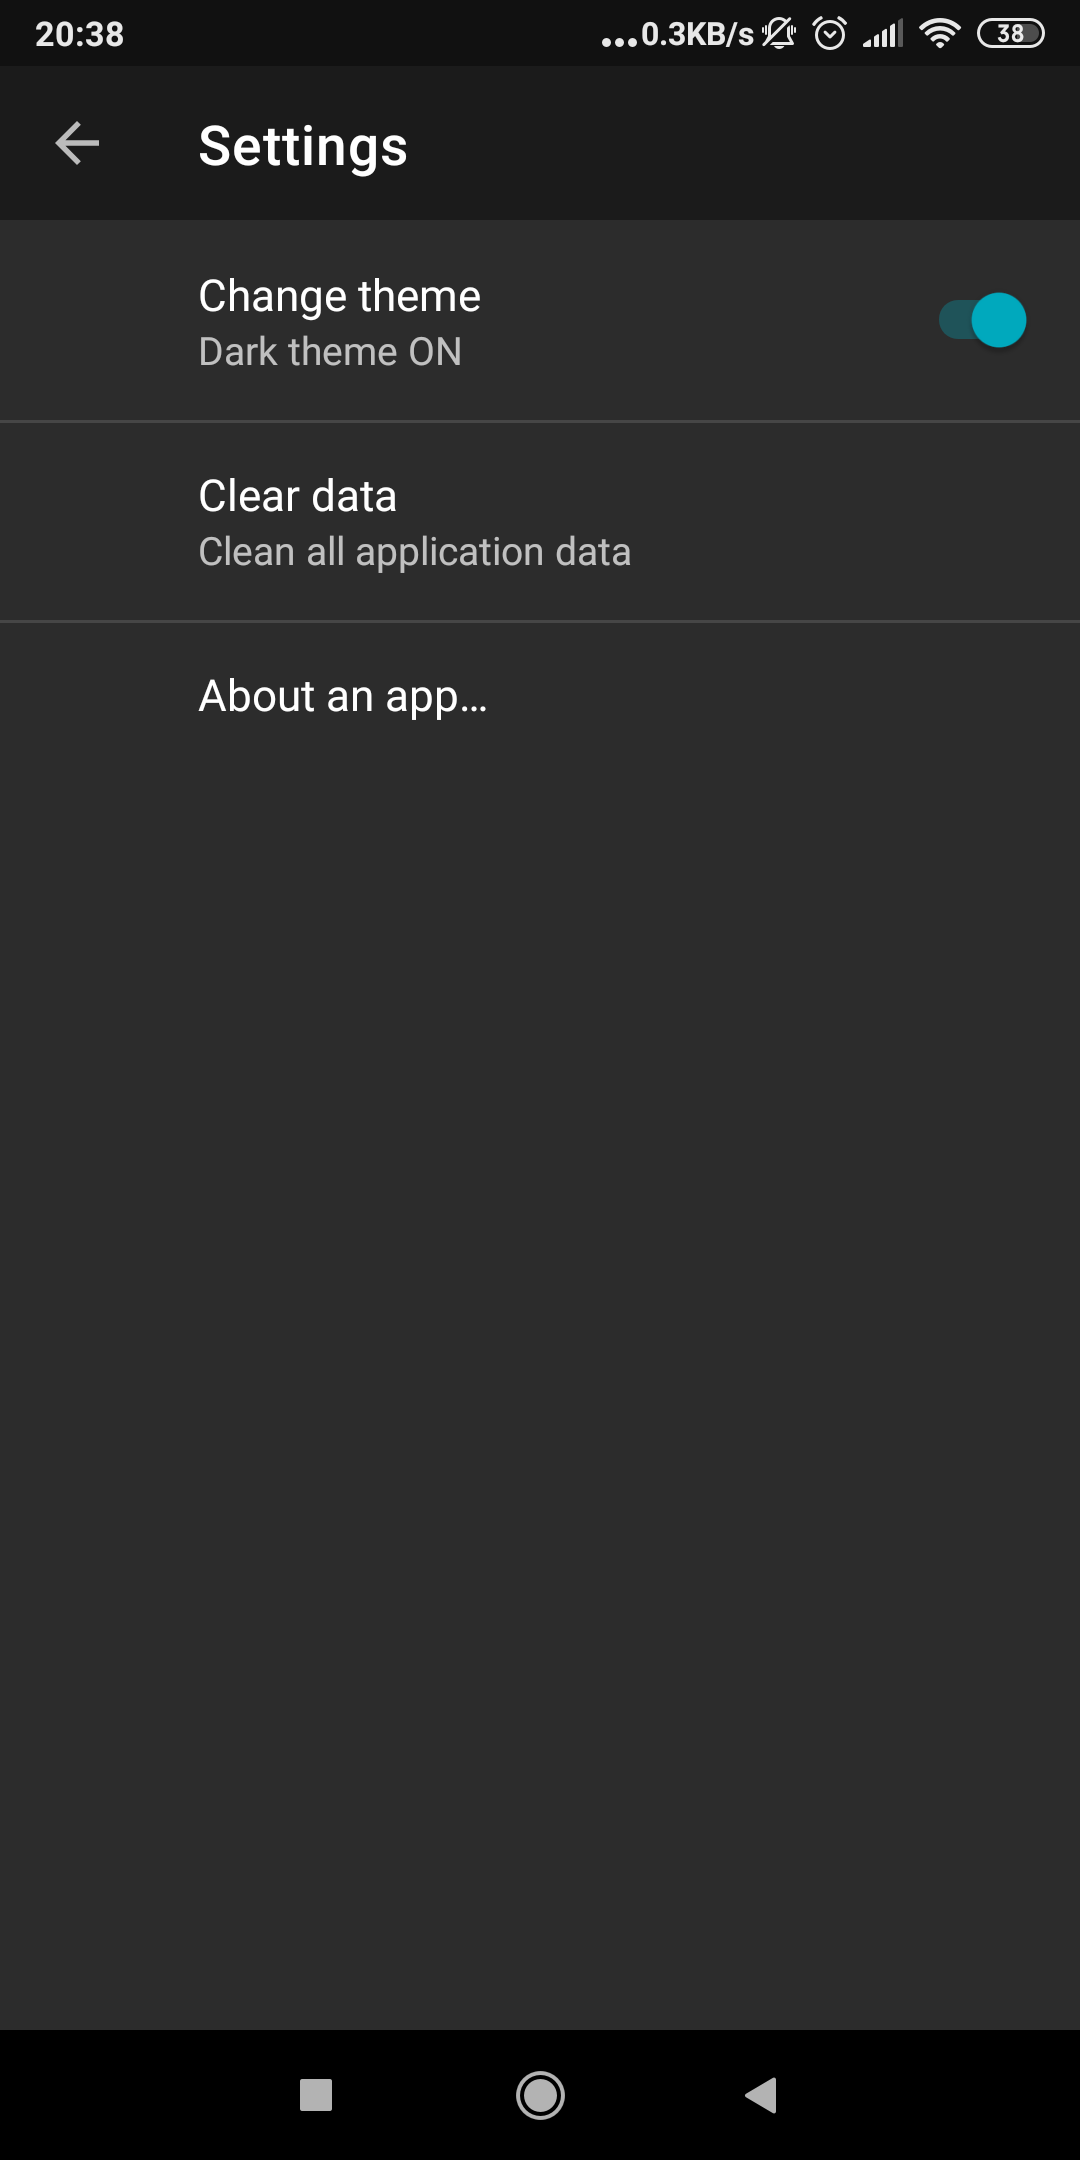 20:38
...0.3KB/s
38
Settings
Change theme
Dark theme ON
Clear data
Clean all application data
About an app...